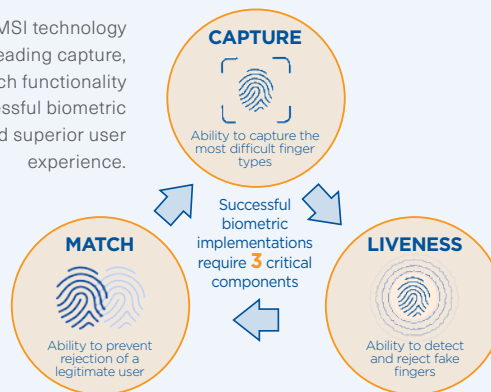 MSI technology
eading capture,
ch functionality
essful biometric
d superior user
experience.
CAPTURE
Ability to capture the
most difficult finger
types
Successful
biometric
implementations
require 3 critical
components
MATCH
Ability to prevent
rejection of a
legitimate user
LIVENESS
Ability to detect
and reject fake
fingers